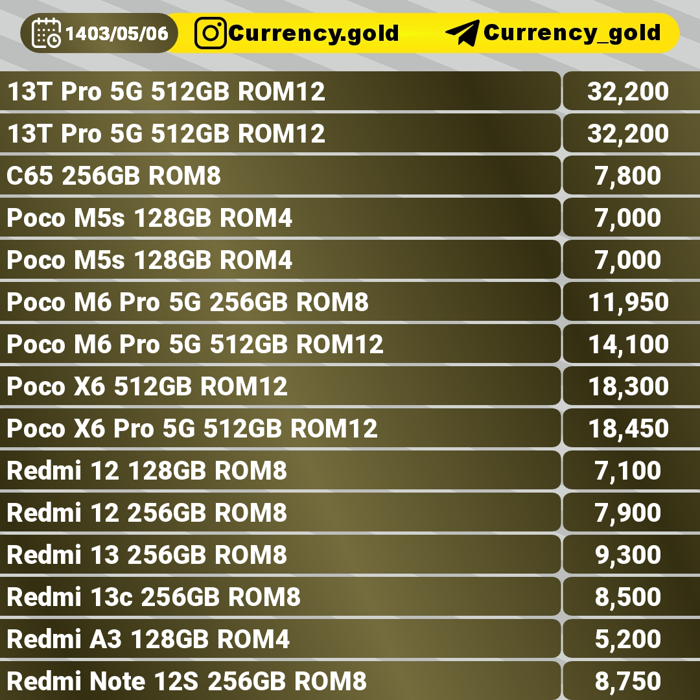 1403/05/06 Currency.gold Currency_gold
13T Pro 5G 512GB ROM12 32,200
13T Pro 5G 512GB ROM12 32,200
C65 256GB ROM8 7,800
Poco M5s 128GB ROM4 7,000
Poco M5s 128GB ROM4 7,000
Poco M6 Pro 5G 256GB ROM8 11,950
Poco M6 Pro 5G 512GB ROM12 14,100
Poco X6 512GB ROM12 18,300
Poco X6 Pro 5G 512GB ROM12 18,450
Redmi 12 128GB ROM8 7,100
Redmi 12 256GB ROM8 7,900
Redmi 13 256GB ROM8 9,300
Redmi 13c 256GB ROM8 8,500
Redmi A3 128GB ROM4 5,200
Redmi Note 12S 256GB ROM8 8,750